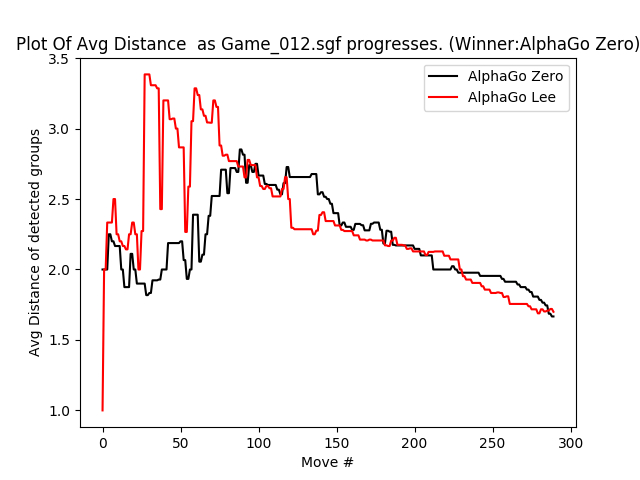 Plot Of Avg Distance  as Game_012.sgf progresses. (Winner:AlphaGo Zero)
AlphaGo Zero
AlphaGo Lee
Avg Distance of detected groups
3.5
3.0
2.5
2.0
1.5
1.0
0 50 100 150 200 250 300
Move #